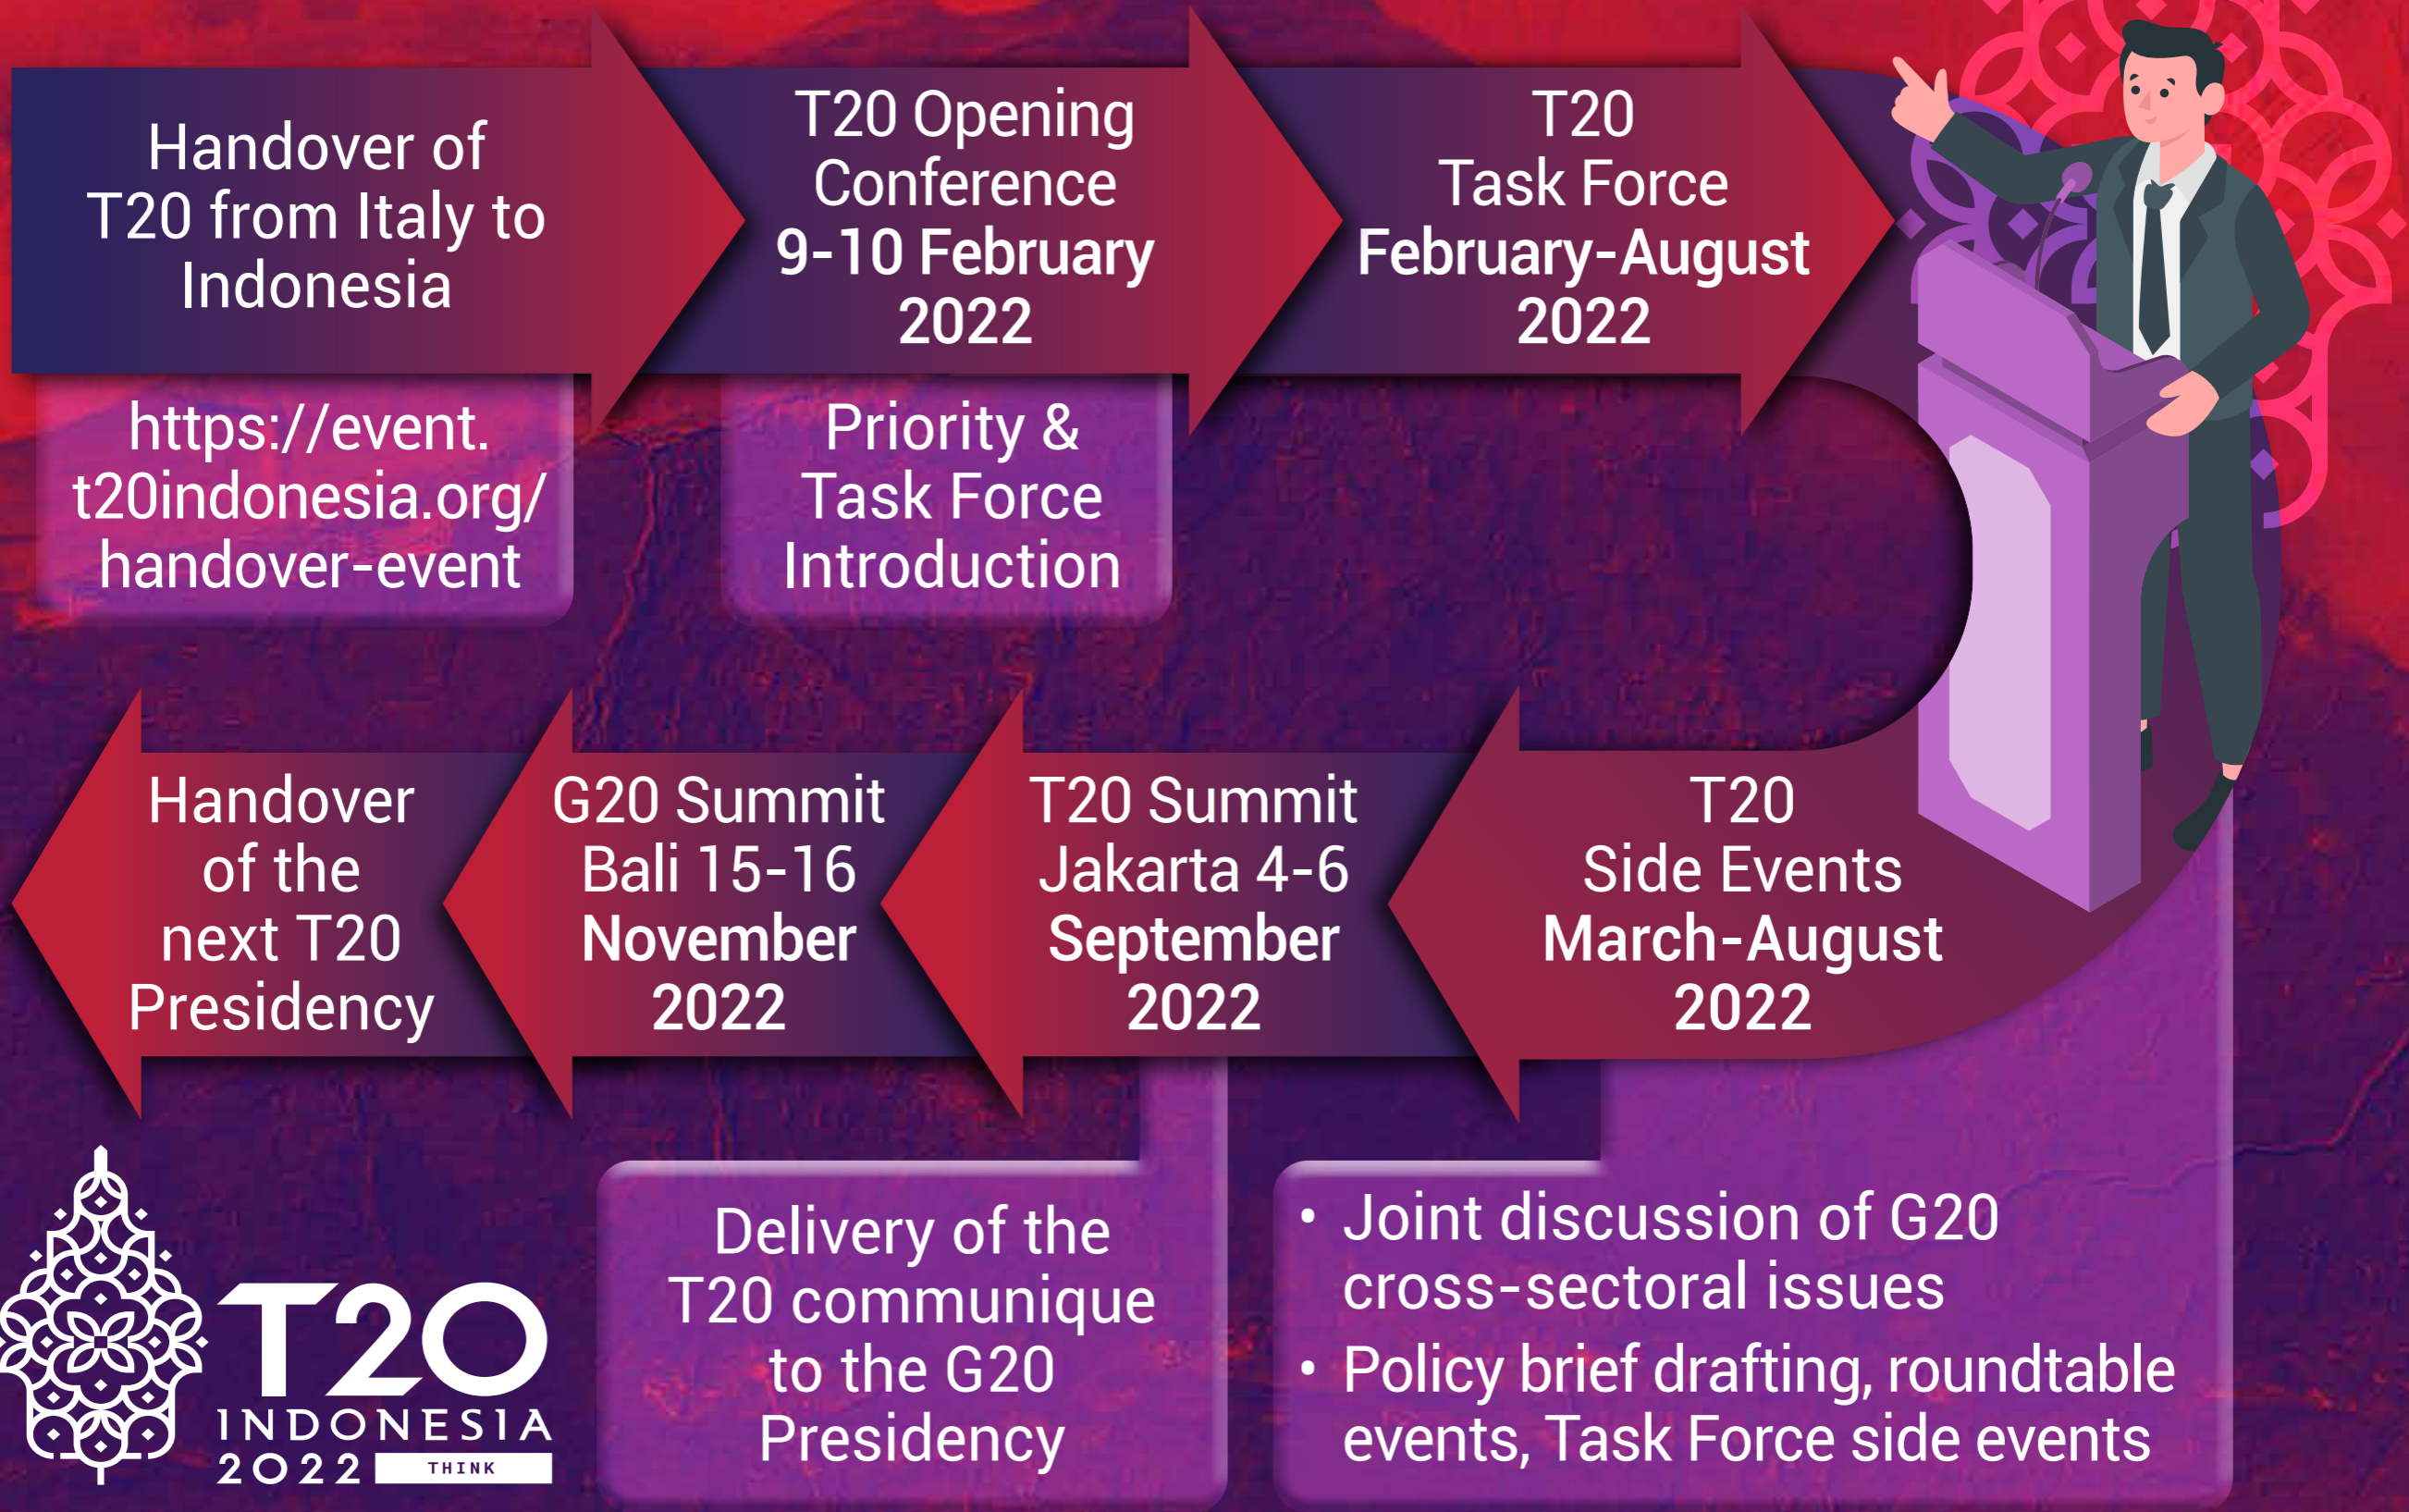 Handover of
T20 from Italy to
Indonesia
https://event.
t20indonesia.org/
handover-event
T20 Opening
Conference
9-10 February
2022
Priority &
Task Force
Introduction
T20
Task Force
February-August
2022
T20
Side Events
March-August
2022
• Joint discussion of G20
cross-sectoral issues
• Policy brief drafting, roundtable
events, Task Force side events
T20 Summit
Jakarta 4-6
September
2022
Delivery of the
T20 communique
to the G20
Presidency
G20 Summit
Bali 15-16
November
2022
Handover
of the
next T20
Presidency
T20
INDONESIA
2022 THINK